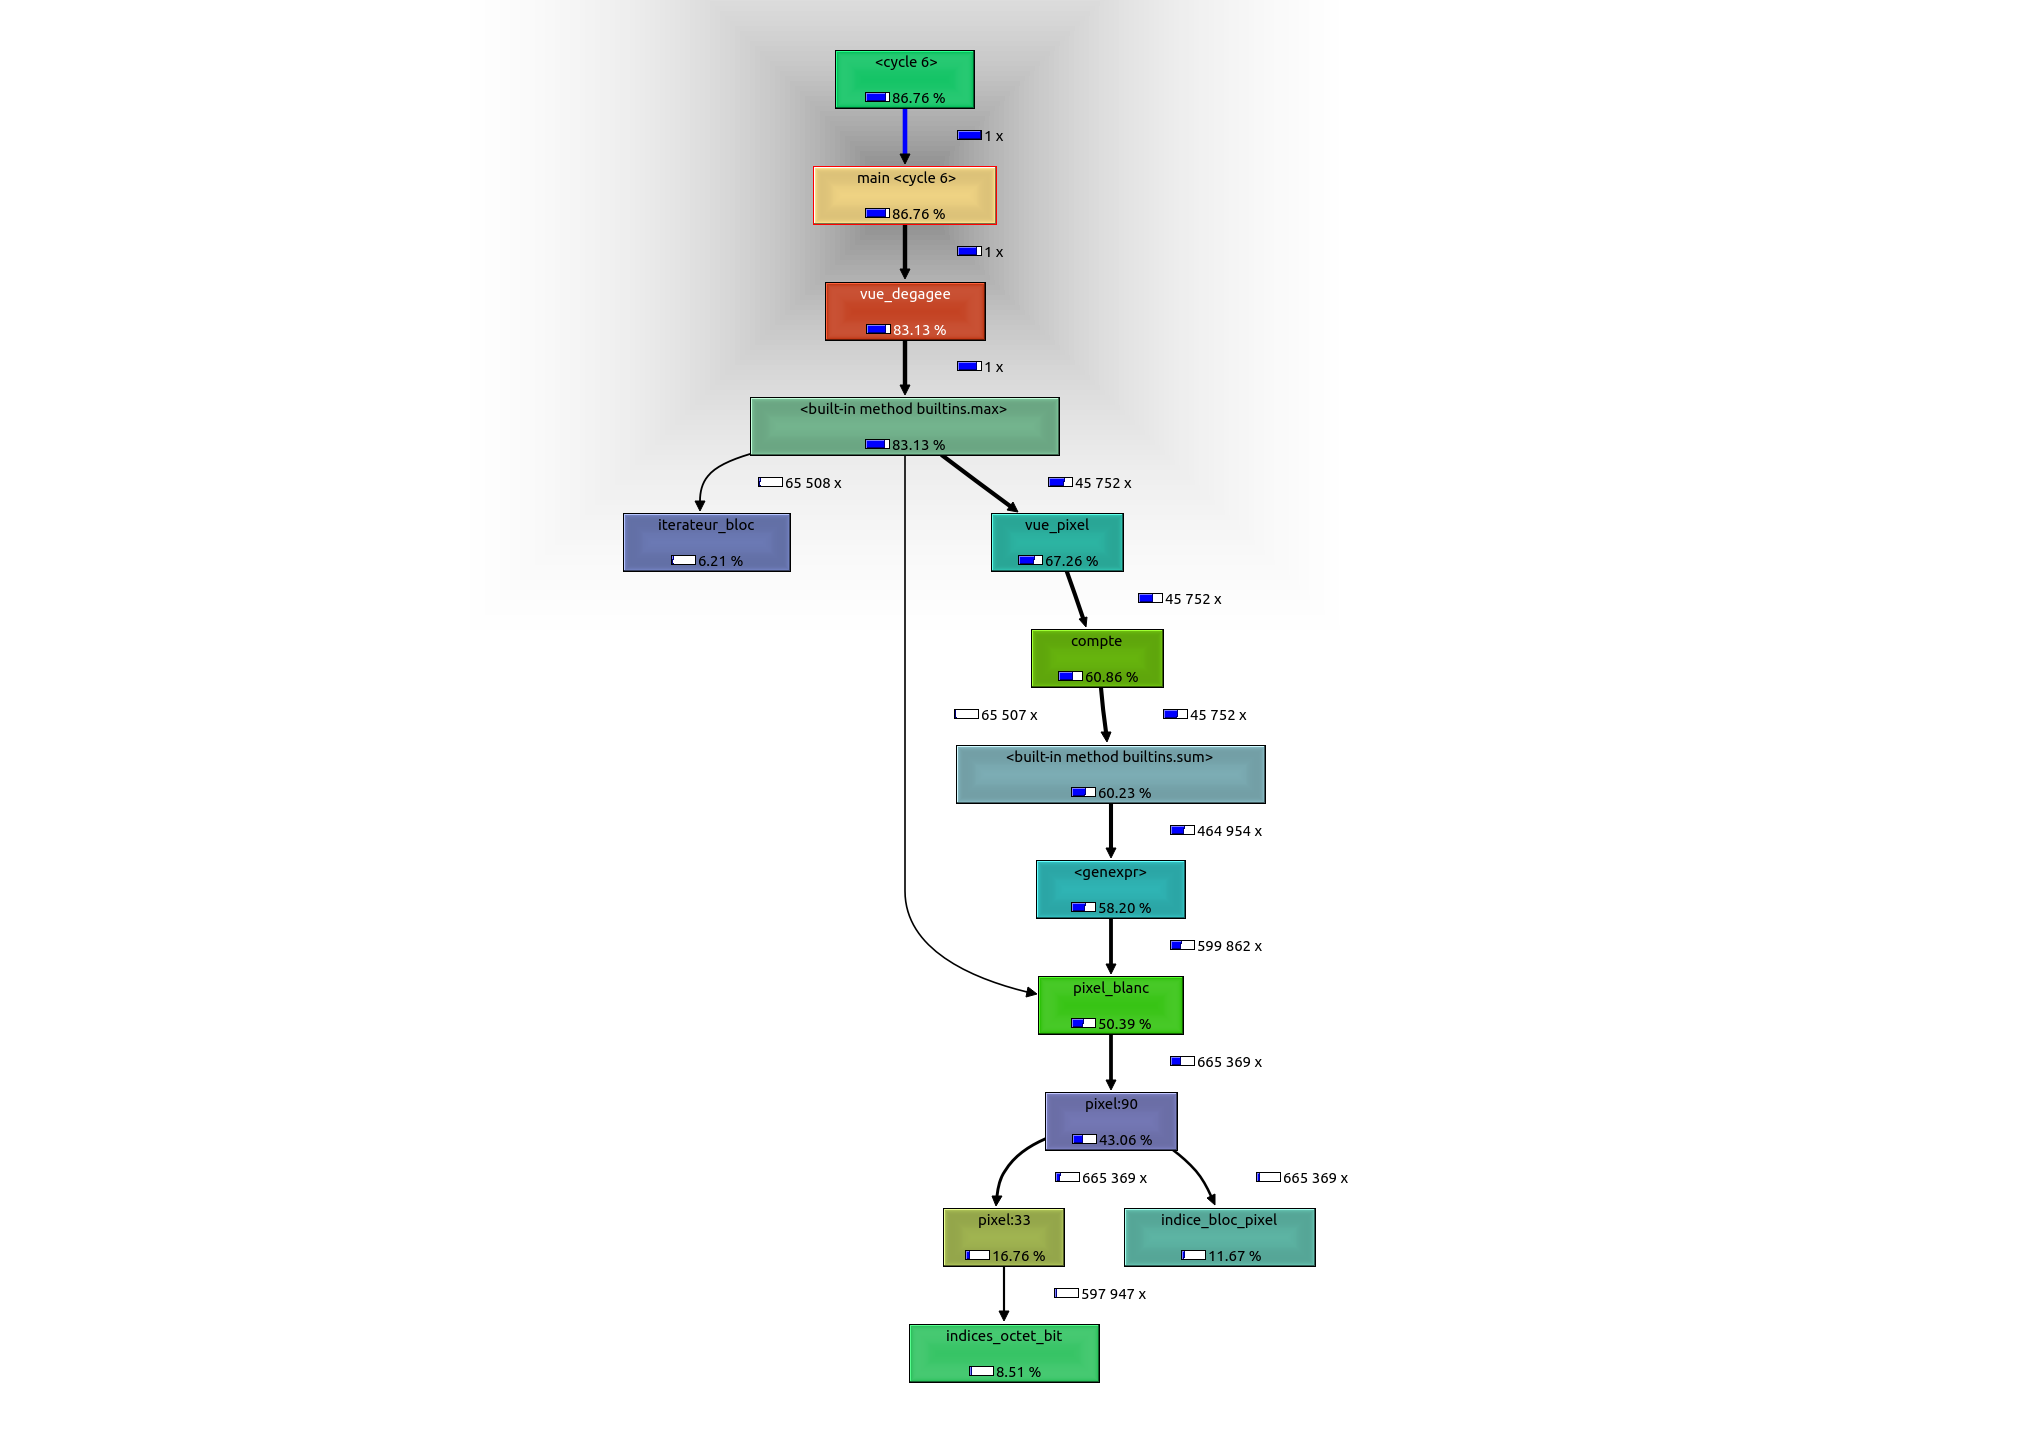 <cycle 6>
86.76 %
1 x
main <cycle 6>
86.76 %
1 x
vue_degagee
83.13 %
1 x
<built-in method builtins.max>
83.13 %
65 508 x
45 752 x
iterateur_bloc
6.21 %
vue_pixel
67.26 %
45 752 x
compte
60.86 %
65 507 x
45 752 x
<built-in method builtins.sum>
60.23 %
464 954 x
<genexpr>
58.20 %
599 862 x
pixel_blanc
50.39 %
665 369 x
pixel:90
43.06 %
665 369 x
665 369 x
pixel:33
16.76 %
indice_bloc_pixel
11.67 %
597 947 x
indices_octet_bit
8.51 %